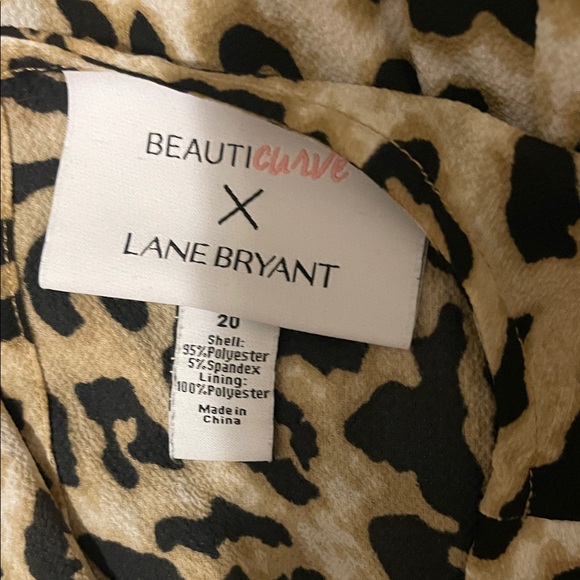 BEAUTICURVE
X
LANE BRYANT
20
Shell:
95%Polyester
5%Spandex
Lining:
100%Polyester
Made in
China